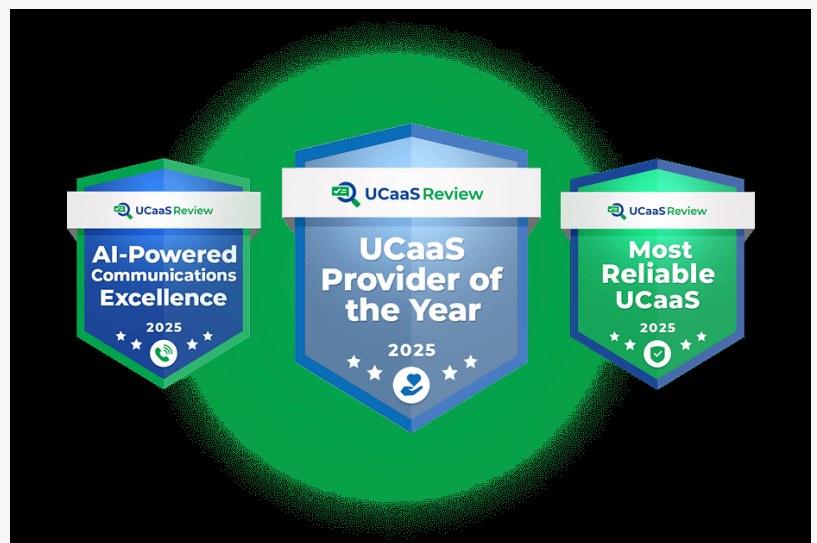 UCaaS Review
AI-Powered
Communications
Excellence
2025
UCaaS Review
UCaaS
Provider of
the Year
2025
UCaaS Review
Most
Reliable
UCaaS
2025